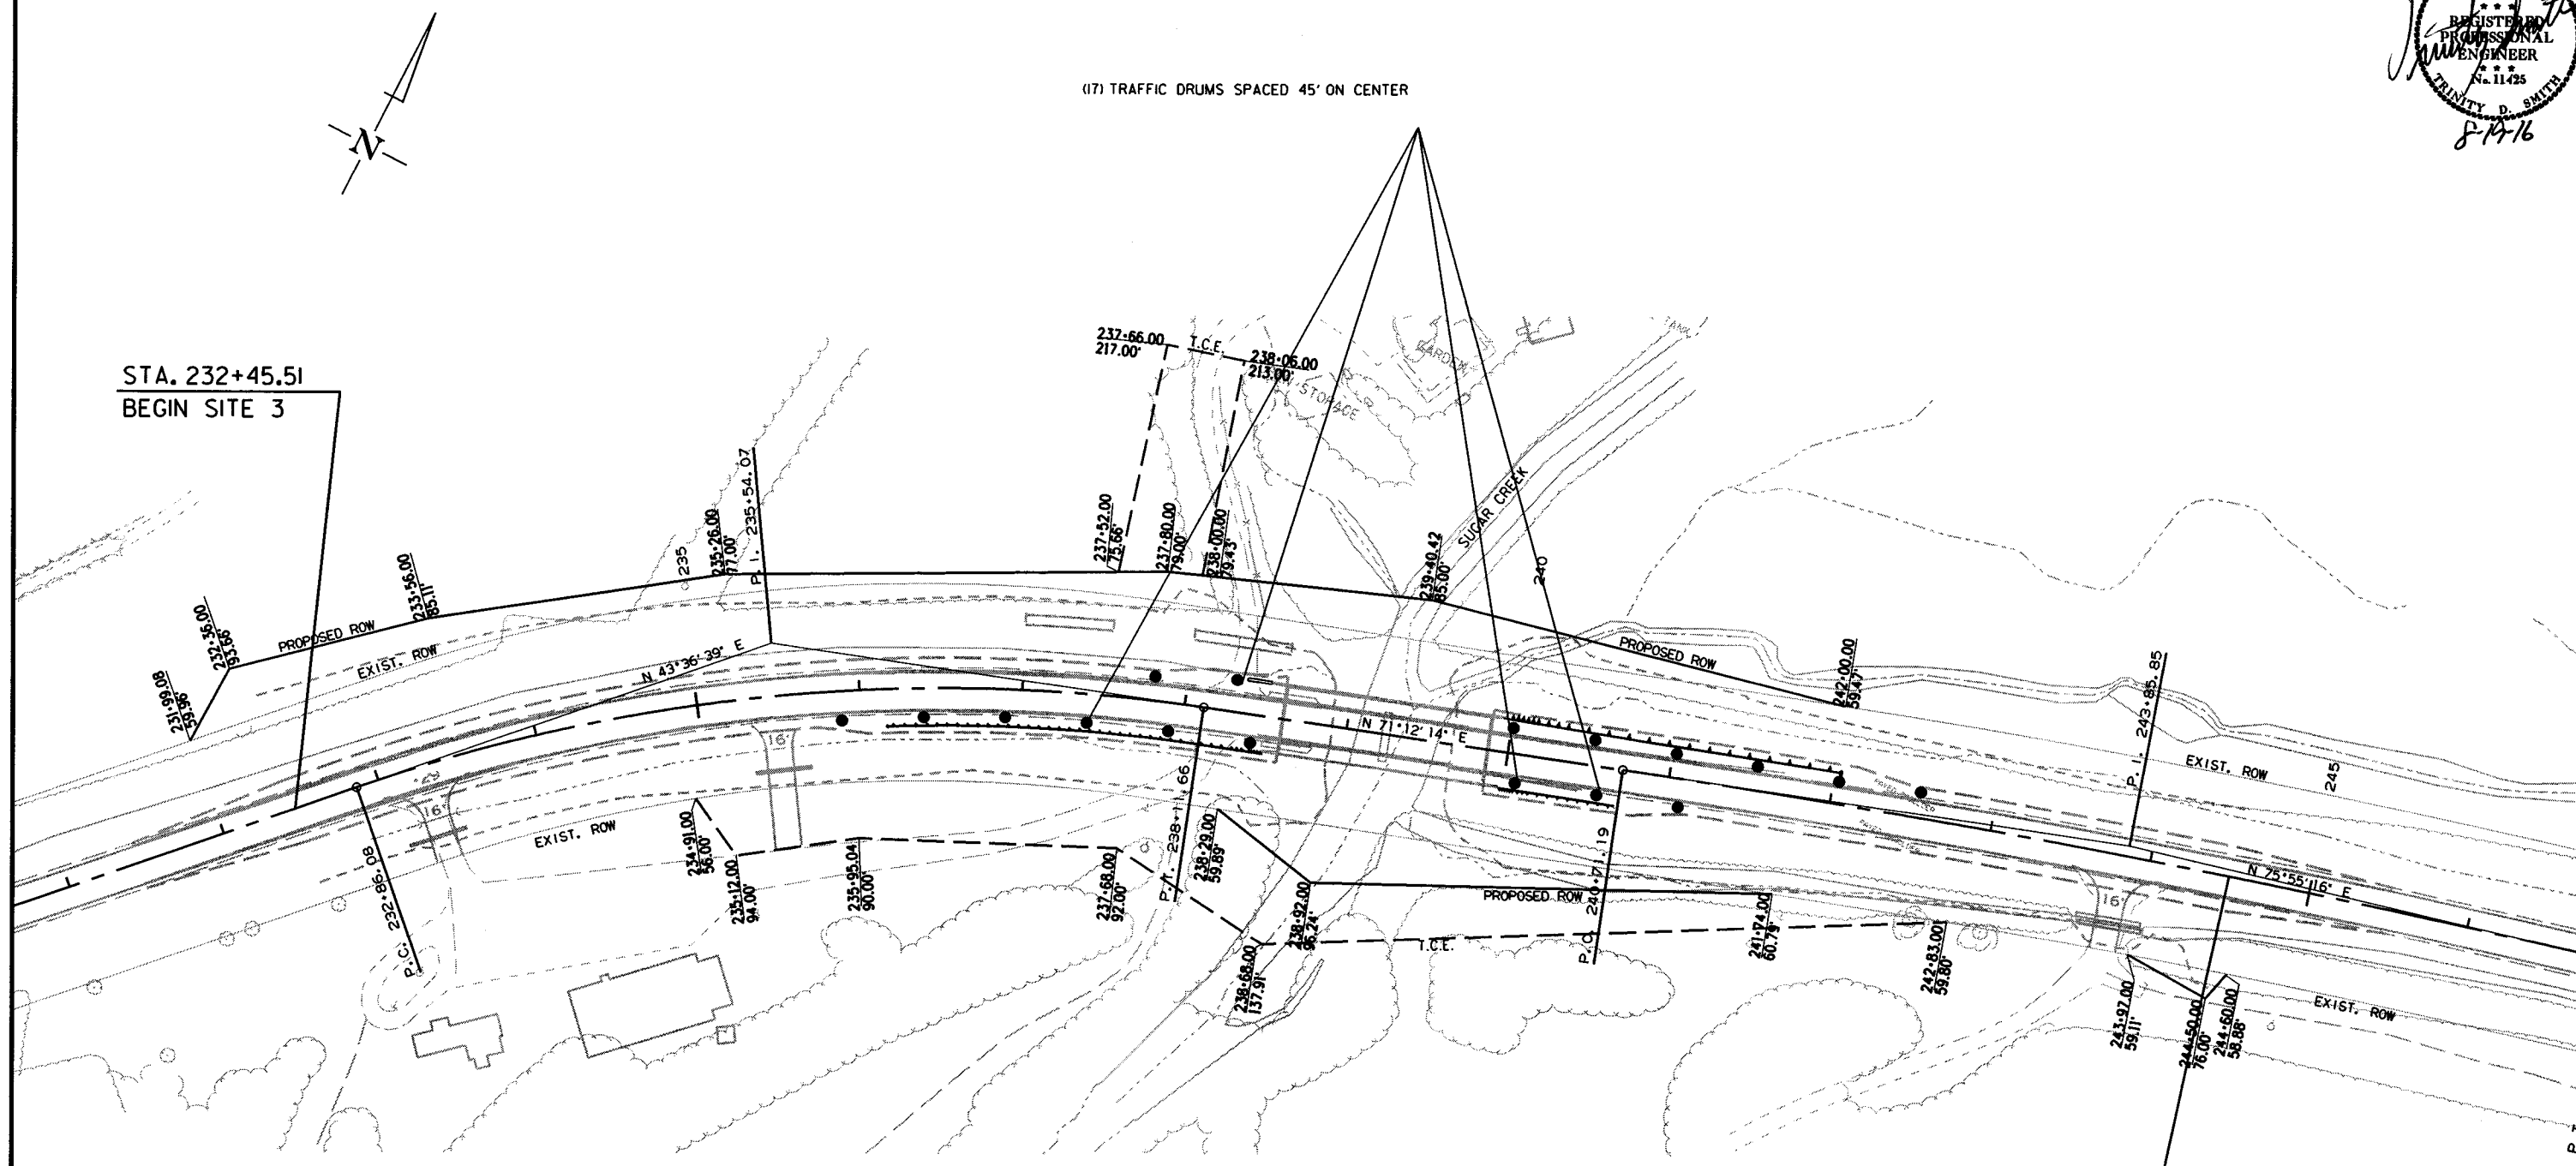 REGISTERED
PROFESSIONAL
ENGINEER
No. 11425
TRINITY D. SMITH
8-19-16
(17) TRAFFIC DRUMS SPACED 45' ON CENTER
N
STA. 232+45.51
BEGIN SITE 3
237+66.00
217.00'
T.C.E.
238+06.00
213.00'
STORAGE
GARDEN
TANK
SUGAR CREEK
231+99.08
59.96'
232+36.00
93.66'
PROPOSED ROW
EXIST. ROW
233+56.00
85.11'
235
235+26.00
77.00'
P.I. 235+54.07
N 43°36'39" E
237+52.00
75.66'
237+80.00
79.00'
238+00.00
79.43'
239+40.42
85.00'
240
PROPOSED ROW
242+00.00
59.47'
P.I. 243+85.85
EXIST. ROW
245
N 71°12'14" E
N 75°55'16" E
16'
16'
16'
P.C. 232+86.08
EXIST. ROW
234+91.00
56.00'
235+12.00
94.00'
235+95.04
90.00'
237+68.00
92.00'
P.T. 238+11.66
238+29.00
59.89'
238+68.00
137.91'
238+92.00
96.24'
PROPOSED ROW
T.C.E.
P.C. 240+71.19
241+74.00
60.79'
242+83.00
59.80'
243+97.00
59.11'
244+50.00
76.00'
244+60.00
58.88'
EXIST. ROW